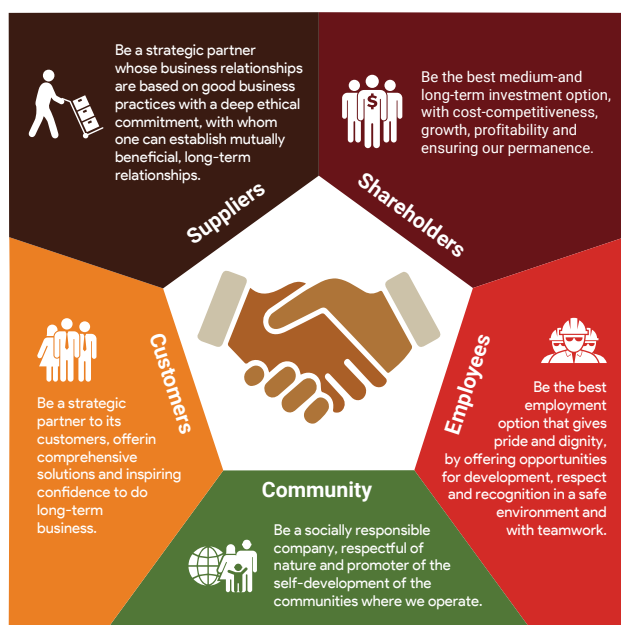 Be a strategic partner
whose business relationships
are based on good business
practices with a deep ethical
commitment, with whom
one can establish mutually
beneficial, long-term
relationships.
Suppliers
Be the best medium-and
long-term investment option,
with cost-competitiveness,
growth, profitability and
ensuring our permanence.
$
Shareholders
Customers
Be a strategic
partner to its
customers, offerin
comprehensive
solutions and inspiring
confidence to do
long-term
business.
Employees
Be the best
employment
option that gives
pride and dignity,
by offering opportunities
for development, respect
and recognition in a safe
environment and
with teamwork.
Community
Be a socially responsible
company, respectful of
nature and promoter of the
self-development of the
communities where we operate.